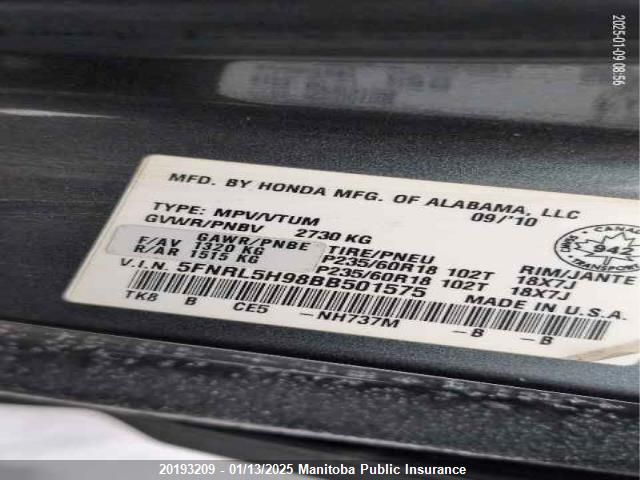 2025-01-09 08:56
MFD. BY HONDA MFG. OF ALABAMA, LLC
09/'10
TYPE: MPV/VTUM
GVWR/PNBV 2730 KG
GAWR/PNBE TIRE/PNEU RIM/JANTE
F/AV 1320 KG P235/60R18 102T 18X7J
R/AR 1515 KG P235/60R18 102T 18X7J
V.I.N. 5FNRL5H98BB501575
MADE IN U.S.A.
TK8 B CE5 -NH737M -B -B
CANADA
TRANSPORT
20193209 - 01/13/2025 Manitoba Public Insurance